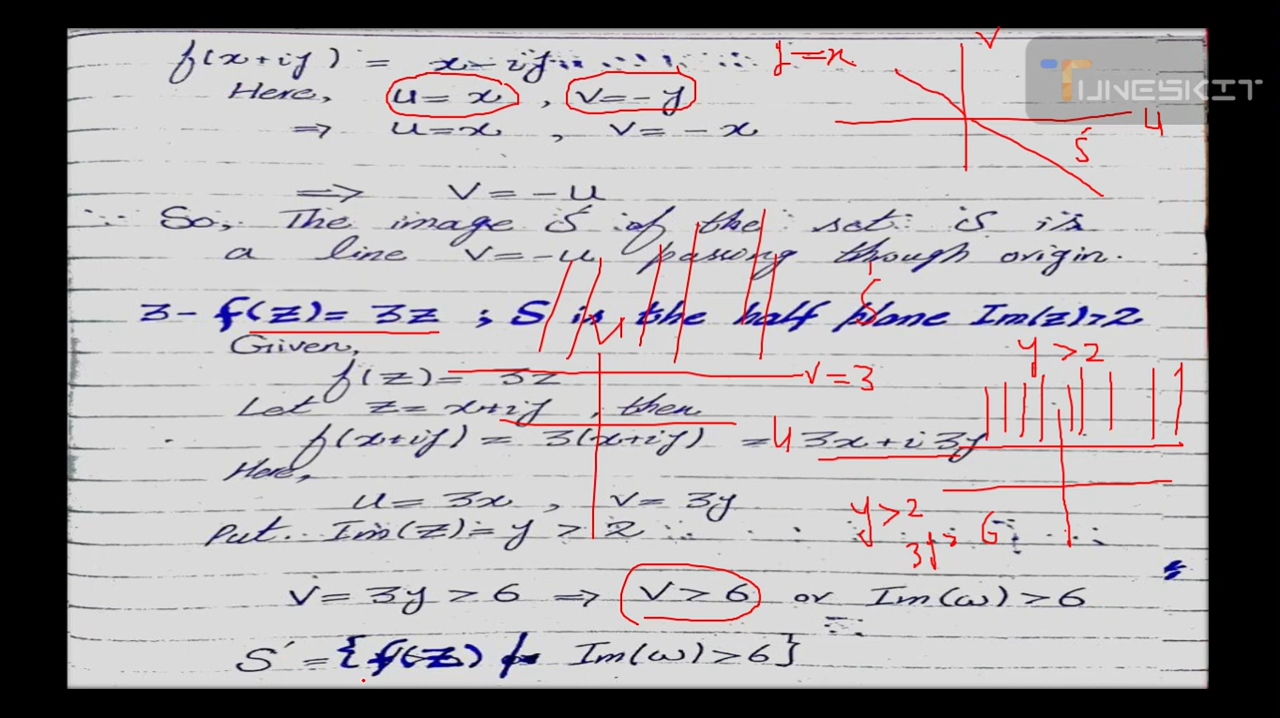 f(x+iy) = x-iy y=x V
TUNESKIT
Here, u=x , v=-y
⇒ u=x , v=-x U
S'
⇒ v=-u
So, The image S' of the set S is
a line v=-u passing though origin.
S'
3- f(z)=3z ; S is the half plane Im(z)>2
Given, V y>2
f(z)=3z v=3
Let z=x+iy , then
f(x+iy) = 3(x+iy) = 3x+i3y U
Here,
u=3x , v=3y
y>2
Put Im(z)=y>2 3y> 6
v=3y>6 ⇒ v>6 or Im(ω)>6
S'={f(z) Im(ω)>6}